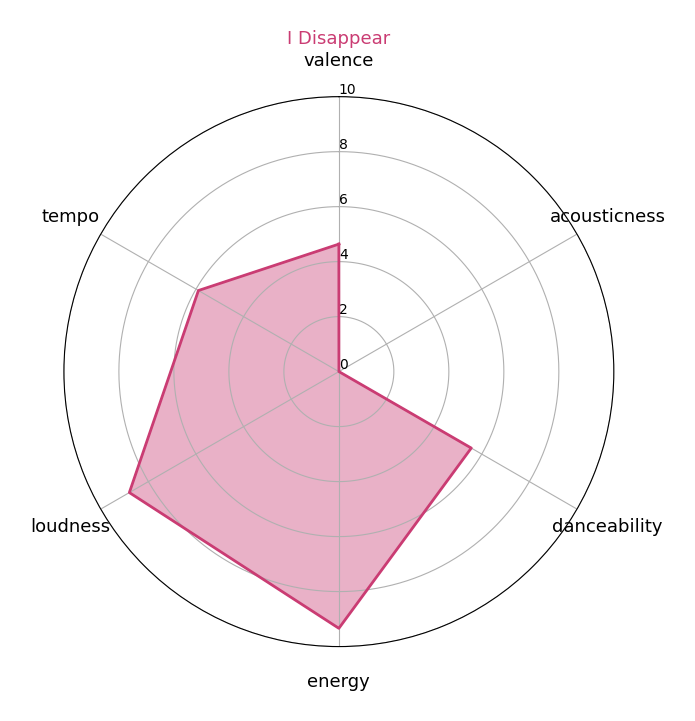 I Disappear
valence
10
8
6
4
2
0
tempo
acousticness
loudness
danceability
energy